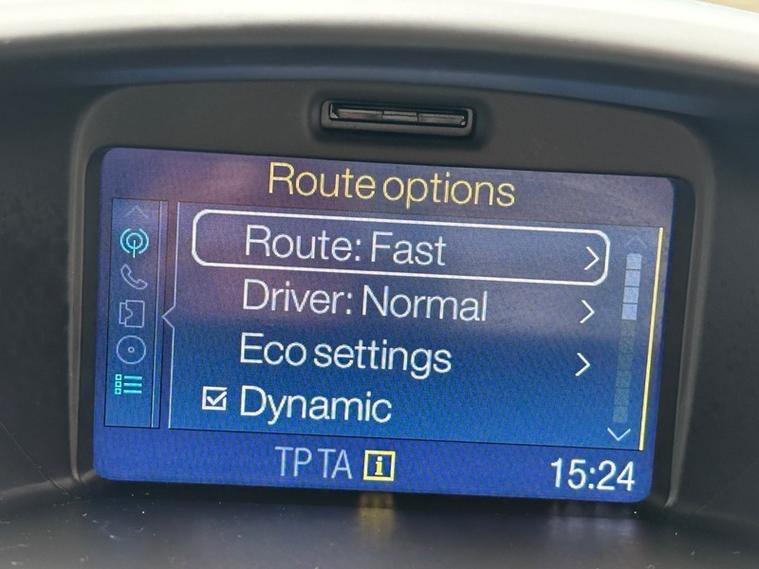 Route options
Route: Fast
Driver: Normal
Eco settings
Dynamic
TP TA i 15:24